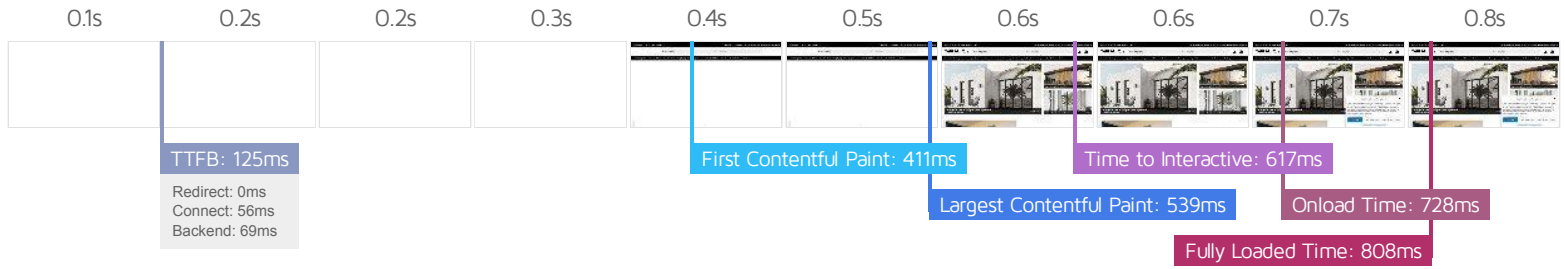 0.1s
0.2s
0.2s
0.3s
0.4s
0.5s
0.6s
0.6s
0.7s
0.8s
TTFB: 125ms
Redirect: 0ms
Connect: 56ms
Backend: 69ms
First Contentful Paint: 411ms
Time to Interactive: 617ms
Largest Contentful Paint: 539ms
Onload Time: 728ms
Fully Loaded Time: 808ms